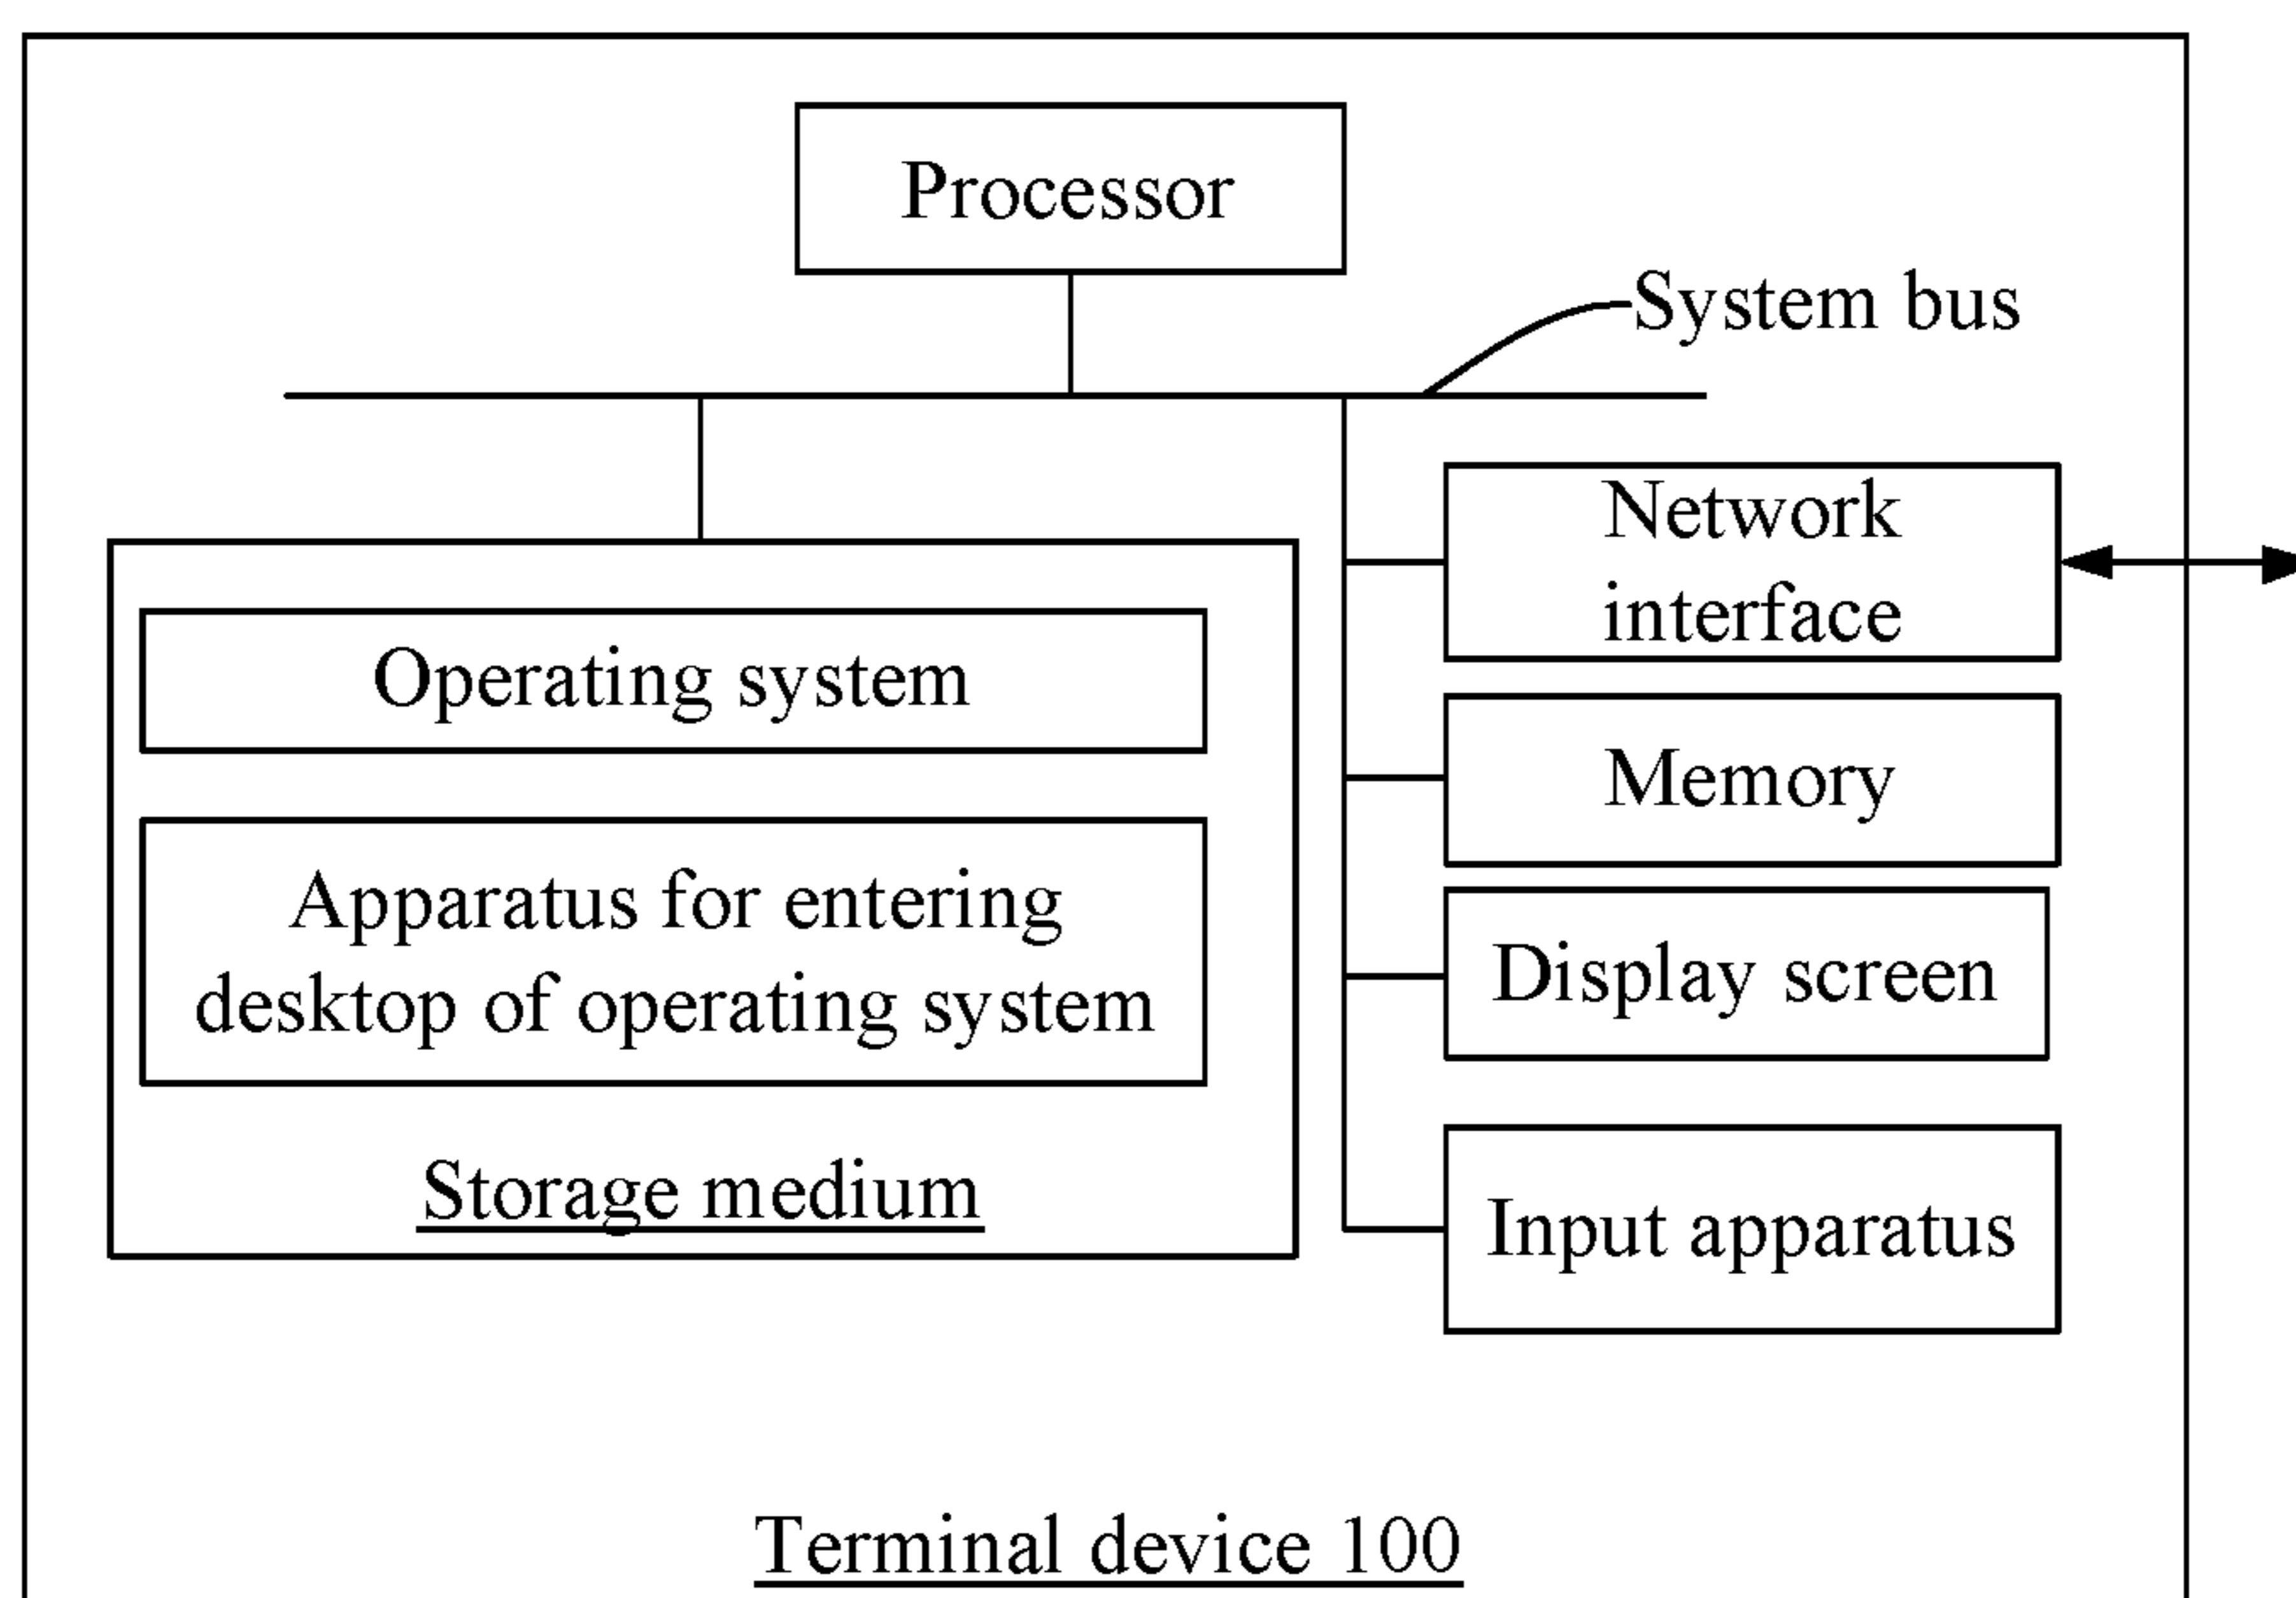 Processor
System bus
Network
interface
Operating system
Memory
Apparatus for entering
desktop of operating system
Display screen
Storage medium
Input apparatus
Terminal device 100